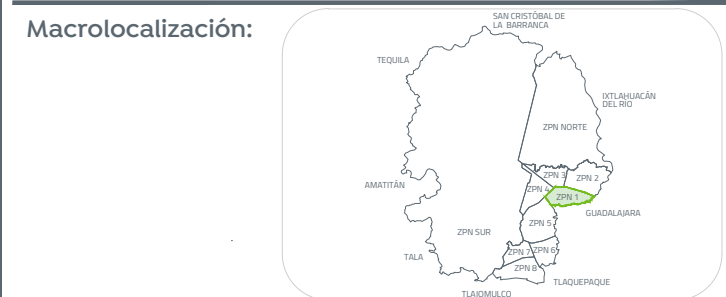 Macrolocalización:
SAN CRISTÓBAL DE
LA BARRANCA
TEQUILA
IXTLAHUACÁN
DEL RÍO
ZPN NORTE
ZPN 3
ZPN 2
AMATITÁN
ZPN 4
ZPN 1
GUADALAJARA
ZPN 5
ZPN SUR
ZPN 7
ZPN 6
TALA
ZPN 8
TLAQUEPAQUE
TLAJOMULCO